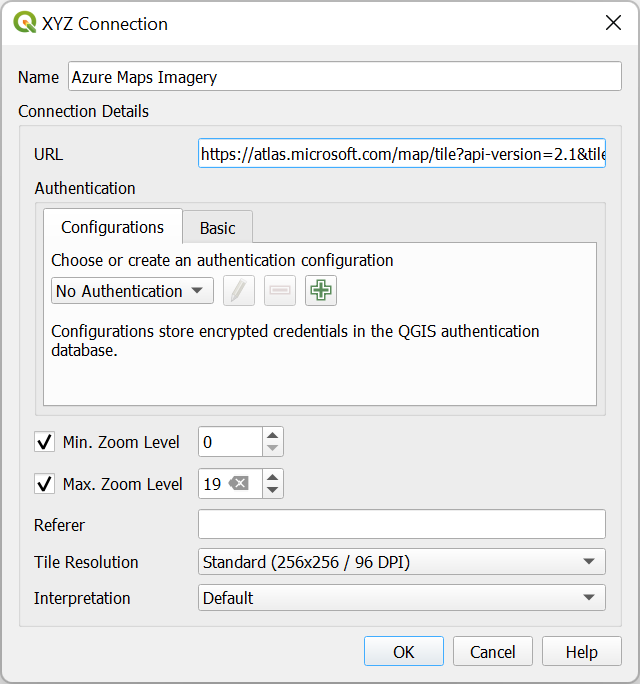 XYZ Connection
Name Azure Maps Imagery
Connection Details
URL https://atlas.microsoft.com/map/tile?api-version=2.1&tile
Authentication
Configurations Basic
Choose or create an authentication configuration
No Authentication
Configurations store encrypted credentials in the QGIS authentication
database.
Min. Zoom Level 0
Max. Zoom Level 19
Referer
Tile Resolution Standard (256x256 / 96 DPI)
Interpretation Default
OK Cancel Help